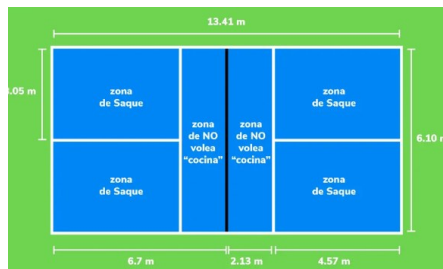 13.41 m
zona
de Saque
zona
de Saque
.05 m
zona
de NO
volea
“cocina”
zona
de NO
volea
“cocina”
6.10 m
zona
de Saque
zona
de Saque
6.7 m
2.13 m
4.57 m